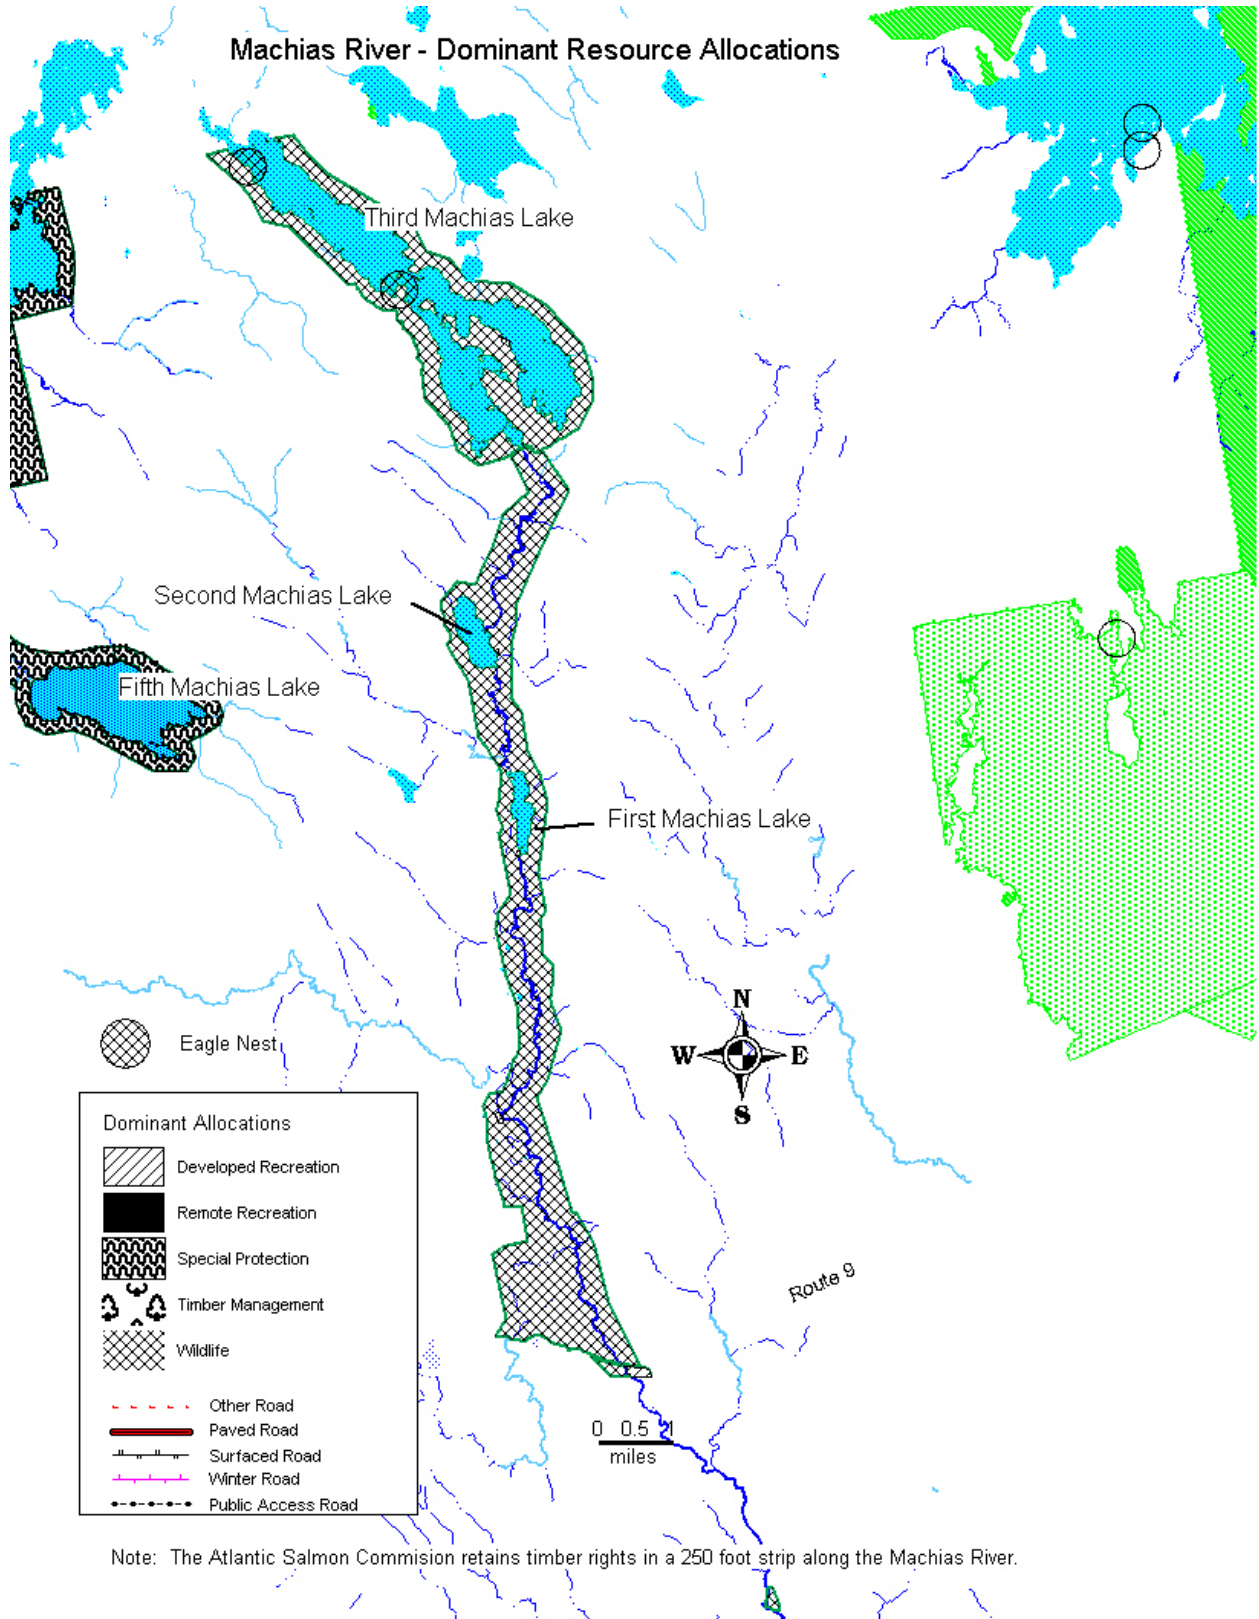 Machias River - Dominant Resource Allocations
Third Machias Lake
Second Machias Lake
Fifth Machias Lake
First Machias Lake
N
W E
S
Eagle Nest
Dominant Allocations
Developed Recreation
Remote Recreation
Special Protection
Timber Management
Wildlife
Route 9
Other Road
Paved Road
Surfaced Road
Winter Road
Public Access Road
0 0.5 1
miles
Note: The Atlantic Salmon Commision retains timber rights in a 250 foot strip along the Machias River.